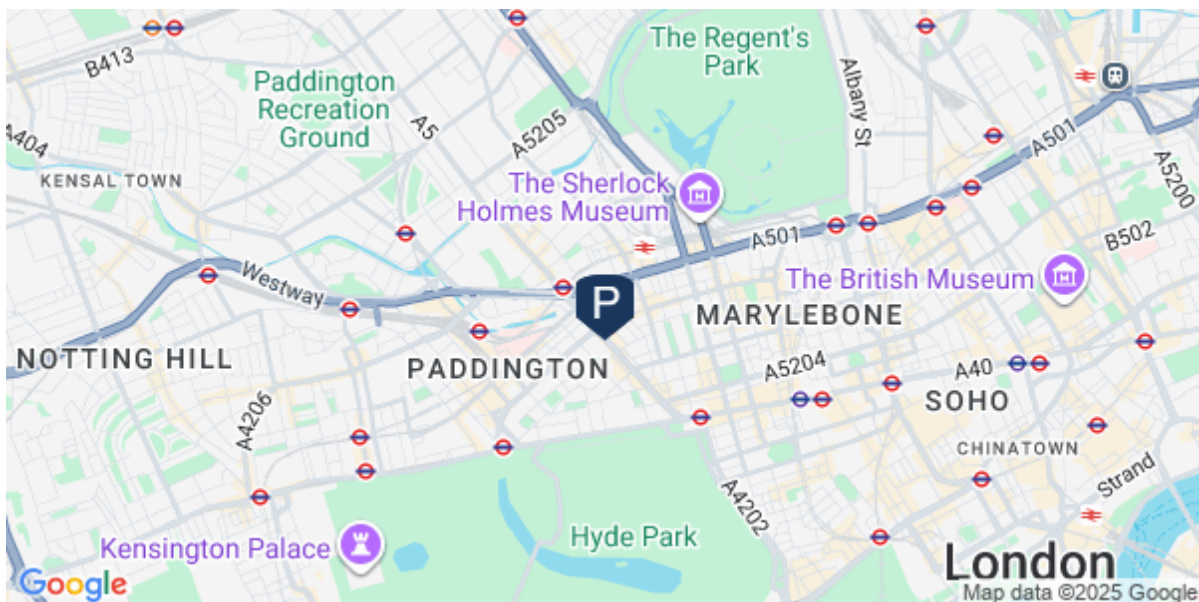 B413
Paddington
Recreation
Ground
A5
A5205
The Regent's
Park
Albany St
A501
A5200
A404
KENSAL TOWN
The Sherlock
Holmes Museum
A501
B502
Westway
The British Museum
P
MARYLEBONE
NOTTING HILL
PADDINGTON
A5204
A40
SOHO
A4206
CHINATOWN
Strand
A4202
Kensington Palace
Hyde Park
London
Google
Map data ©2025 Google